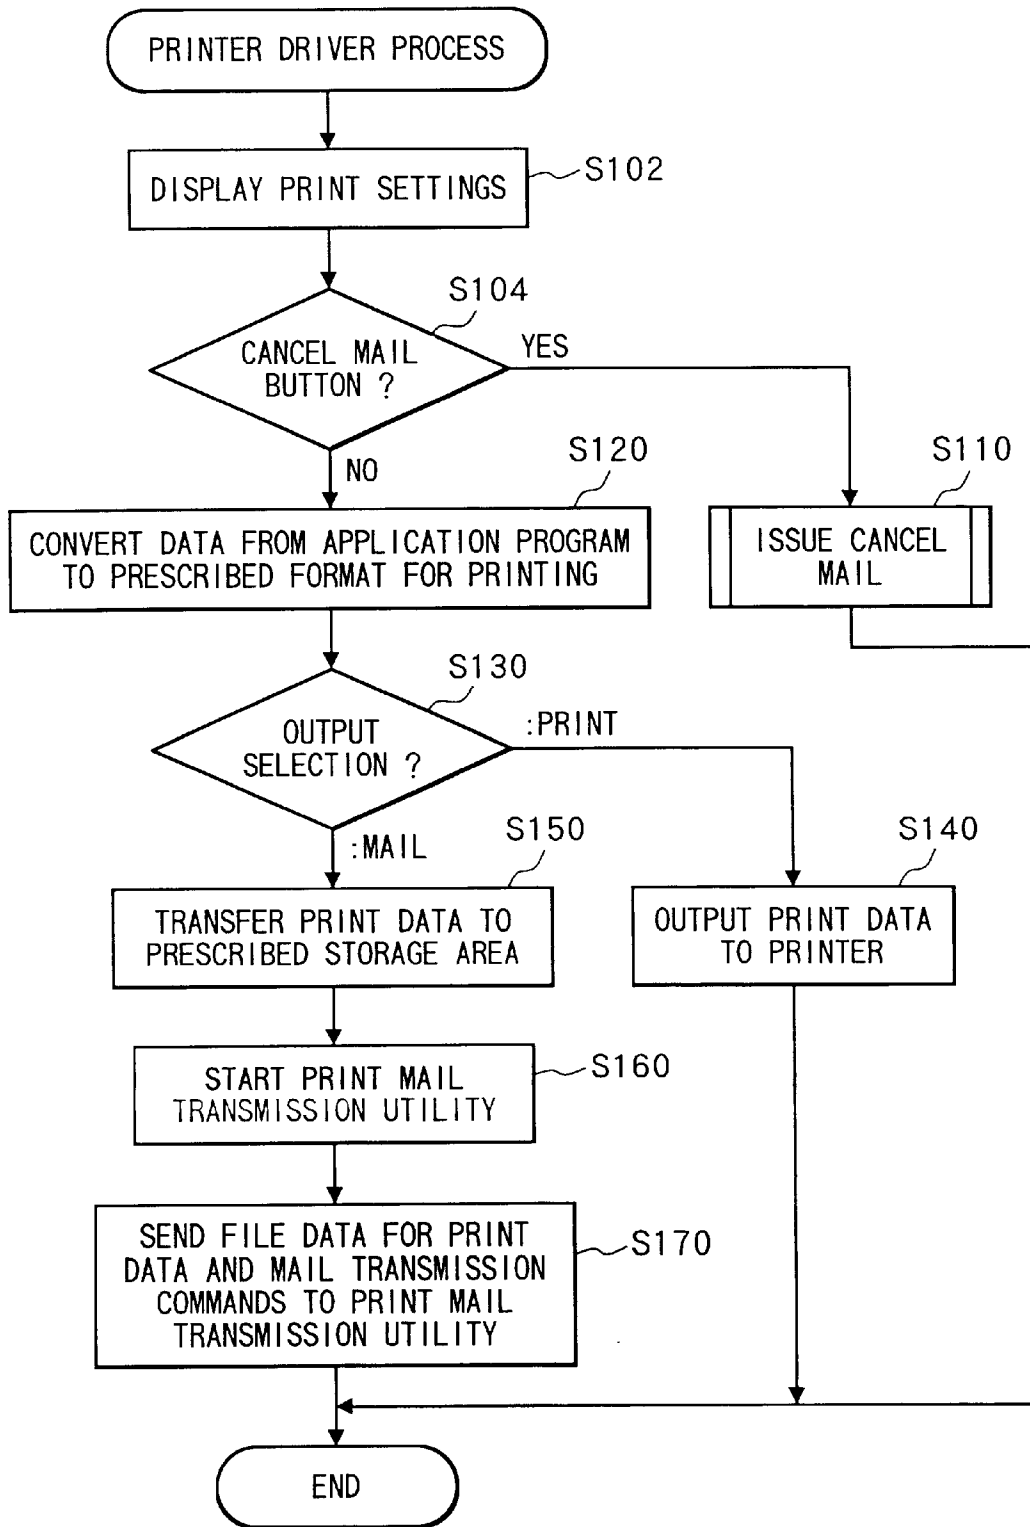 PRINTER DRIVER PROCESS
DISPLAY PRINT SETTINGS
S102
S104
CANCEL MAIL
BUTTON ?
YES
NO
S120
CONVERT DATA FROM APPLICATION PROGRAM
TO PRESCRIBED FORMAT FOR PRINTING
S110
ISSUE CANCEL
MAIL
S130
OUTPUT
SELECTION ?
:PRINT
:MAIL
S150
TRANSFER PRINT DATA TO
PRESCRIBED STORAGE AREA
S140
OUTPUT PRINT DATA
TO PRINTER
START PRINT MAIL
TRANSMISSION UTILITY
S160
SEND FILE DATA FOR PRINT
DATA AND MAIL TRANSMISSION
COMMANDS TO PRINT MAIL
TRANSMISSION UTILITY
S170
END